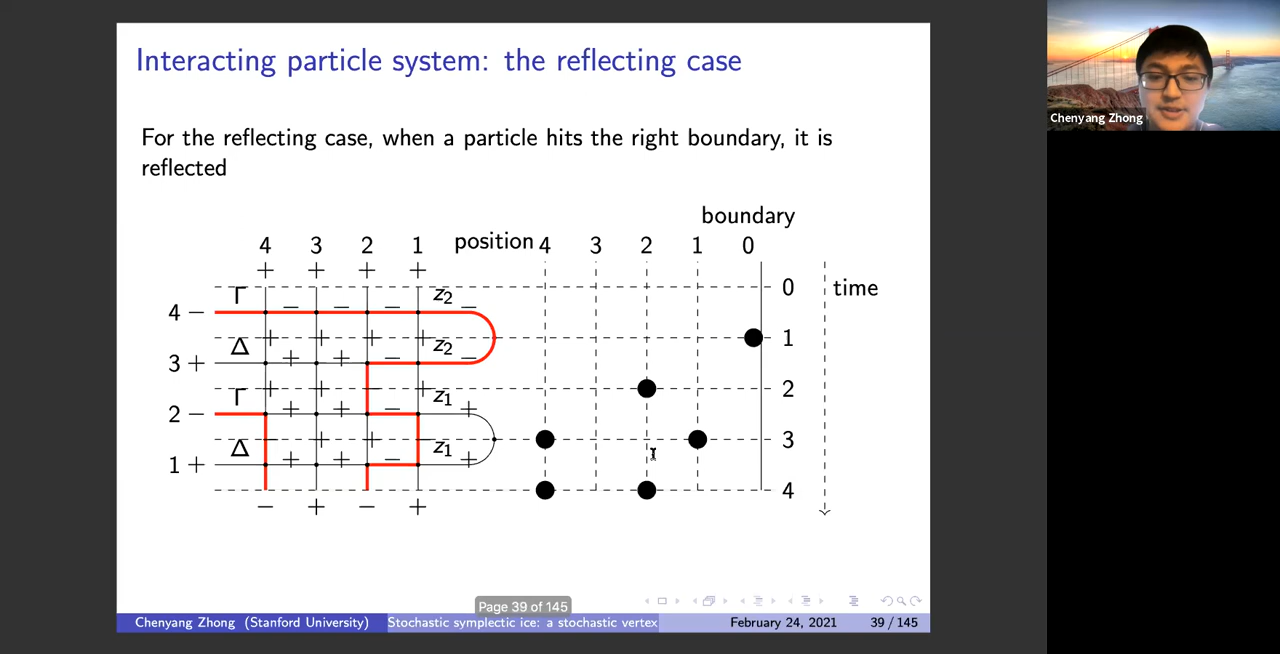 Interacting particle system: the reflecting case
For the reflecting case, when a particle hits the right boundary, it is
reflected
boundary
4 3 2 1 position 4 3 2 1 0
+ + + +
Γ − − − z₂ − 0 time
4 −
+ + + + 1
Δ + + − z₂ −
3 +
+ + − + 2
Γ + + − z₁ +
2 −
− + + − 3
Δ + + − z₁ +
1 +
4
− + − +
Page 39 of 145
Chenyang Zhong (Stanford University) Stochastic symplectic ice: a stochastic vertex February 24, 2021 39 / 145
Chenyang Zhong